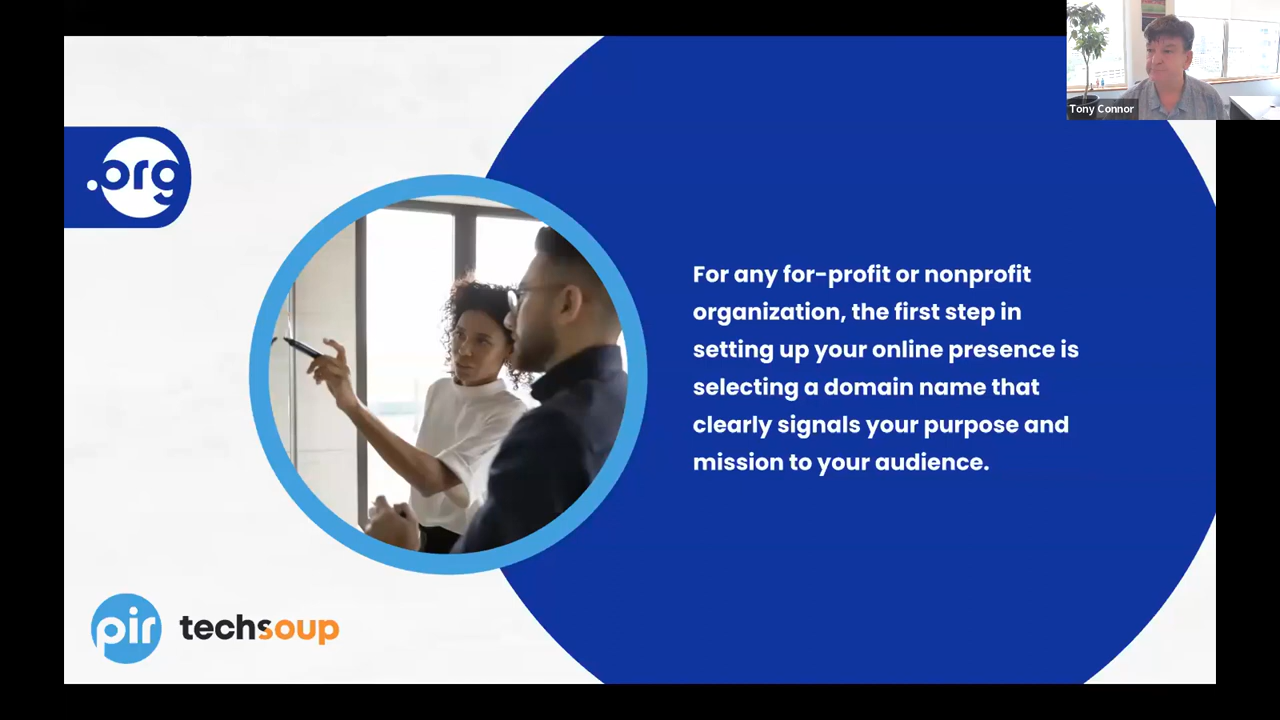 Tony Connor
.org
For any for-profit or nonprofit
organization, the first step in
setting up your online presence is
selecting a domain name that
clearly signals your purpose and
mission to your audience.
pir
techsoup